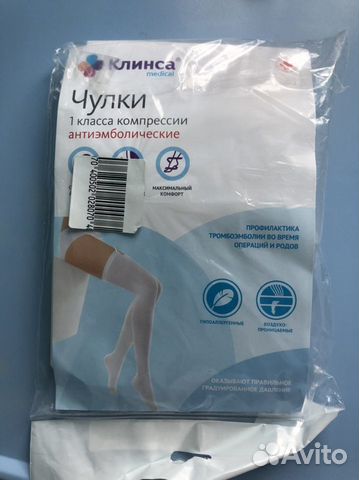 Клинса
medical
Чулки
1 класса компрессии
антиэмболические
МАКСИМАЛЬНЫЙ
КОМФОРТ
ПРОФИЛАКТИКА
ТРОМБОЭМБОЛИИ ВО ВРЕМЯ
ОПЕРАЦИЙ И РОДОВ
ГИПОАЛЛЕРГЕННЫЕ
ВОЗДУХО-
ПРОНИЦАЕМЫЕ
ОКАЗЫВАЮТ ПРАВИЛЬНОЕ
ГРАДУИРОВАННОЕ ДАВЛЕНИЕ
Avito